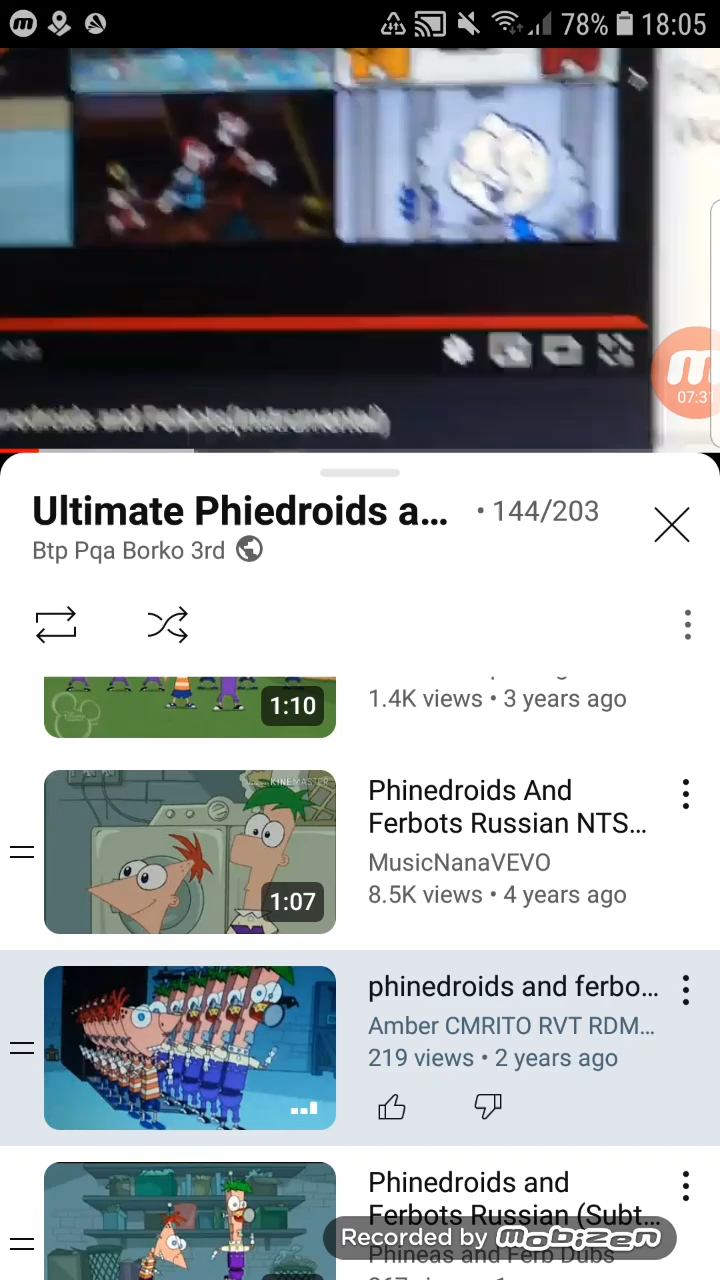 78% 18:05
07:31
Ultimate Phiedroids a... • 144/203
Btp Pqa Borko 3rd
1:10
1.4K views • 3 years ago
KINEMASTER
Phinedroids And
Ferbots Russian NTS...
MusicNanaVEVO
8.5K views • 4 years ago
1:07
phinedroids and ferbo...
Amber CMRITO RVT RDM...
219 views • 2 years ago
Phinedroids and
Ferbots Russian (Subt...
Recorded by mobizen
Phineas and Ferb Dubs